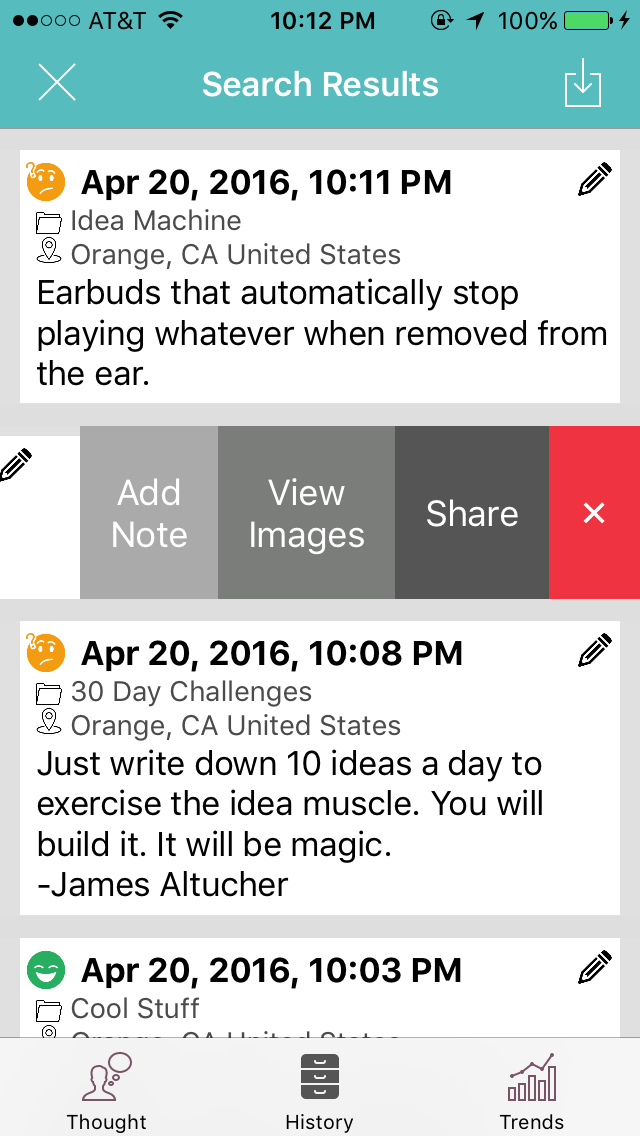 AT&T 10:12 PM 100%
Search Results
Apr 20, 2016, 10:11 PM
Idea Machine
Orange, CA United States
Earbuds that automatically stop
playing whatever when removed from
the ear.
Add
Note
View
Images
Share
Apr 20, 2016, 10:08 PM
30 Day Challenges
Orange, CA United States
Just write down 10 ideas a day to
exercise the idea muscle. You will
build it. It will be magic.
-James Altucher
Apr 20, 2016, 10:03 PM
Cool Stuff
Orange, CA United States
Thought History Trends